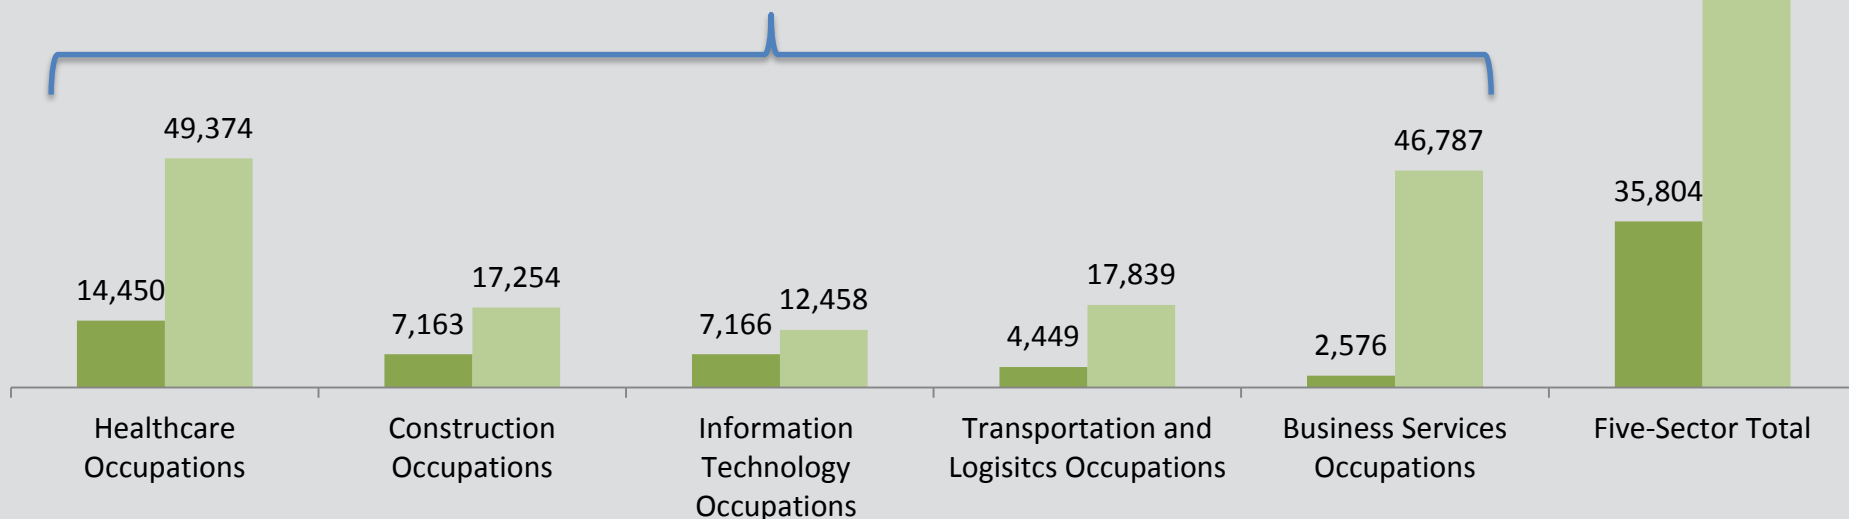 49,374
46,787
35,804
14,450
17,254
17,839
12,458
7,163
7,166
4,449
2,576
Healthcare
Occupations
Construction
Occupations
Information
Technology
Occupations
Transportation and
Logisitcs Occupations
Business Services
Occupations
Five-Sector Total